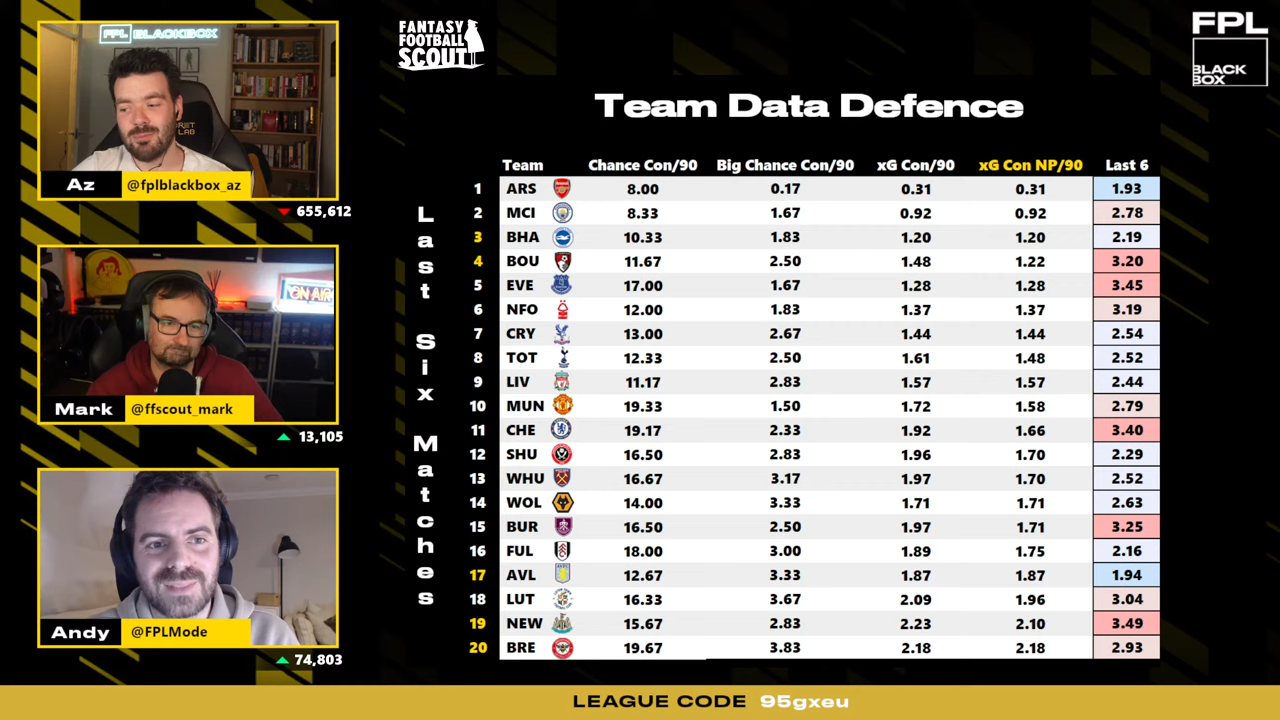 FPL BLACKBOX
Az @fplblackbox_az
655,612
ON AIR
Mark @ffscout_mark
13,105
Andy @FPLMode
74,803
FANTASY
FOOTBALL
SCOUT
FPL
BLACK
BOX
Team Data Defence
Last Six Matches
Team Chance Con/90 Big Chance Con/90 xG Con/90 xG Con NP/90 Last 6
1 ARS 8.00 0.17 0.31 0.31 1.93
2 MCI 8.33 1.67 0.92 0.92 2.78
3 BHA 10.33 1.83 1.20 1.20 2.19
4 BOU 11.67 2.50 1.48 1.22 3.20
5 EVE 17.00 1.67 1.28 1.28 3.45
6 NFO 12.00 1.83 1.37 1.37 3.19
7 CRY 13.00 2.67 1.44 1.44 2.54
8 TOT 12.33 2.50 1.61 1.48 2.52
9 LIV 11.17 2.83 1.57 1.57 2.44
10 MUN 19.33 1.50 1.72 1.58 2.79
11 CHE 19.17 2.33 1.92 1.66 3.40
12 SHU 16.50 2.83 1.96 1.70 2.29
13 WHU 16.67 3.17 1.97 1.70 2.52
14 WOL 14.00 3.33 1.71 1.71 2.63
15 BUR 16.50 2.50 1.97 1.71 3.25
16 FUL 18.00 3.00 1.89 1.75 2.16
17 AVL 12.67 3.33 1.87 1.87 1.94
18 LUT 16.33 3.67 2.09 1.96 3.04
19 NEW 15.67 2.83 2.23 2.10 3.49
20 BRE 19.67 3.83 2.18 2.18 2.93
LEAGUE CODE 95gxeu